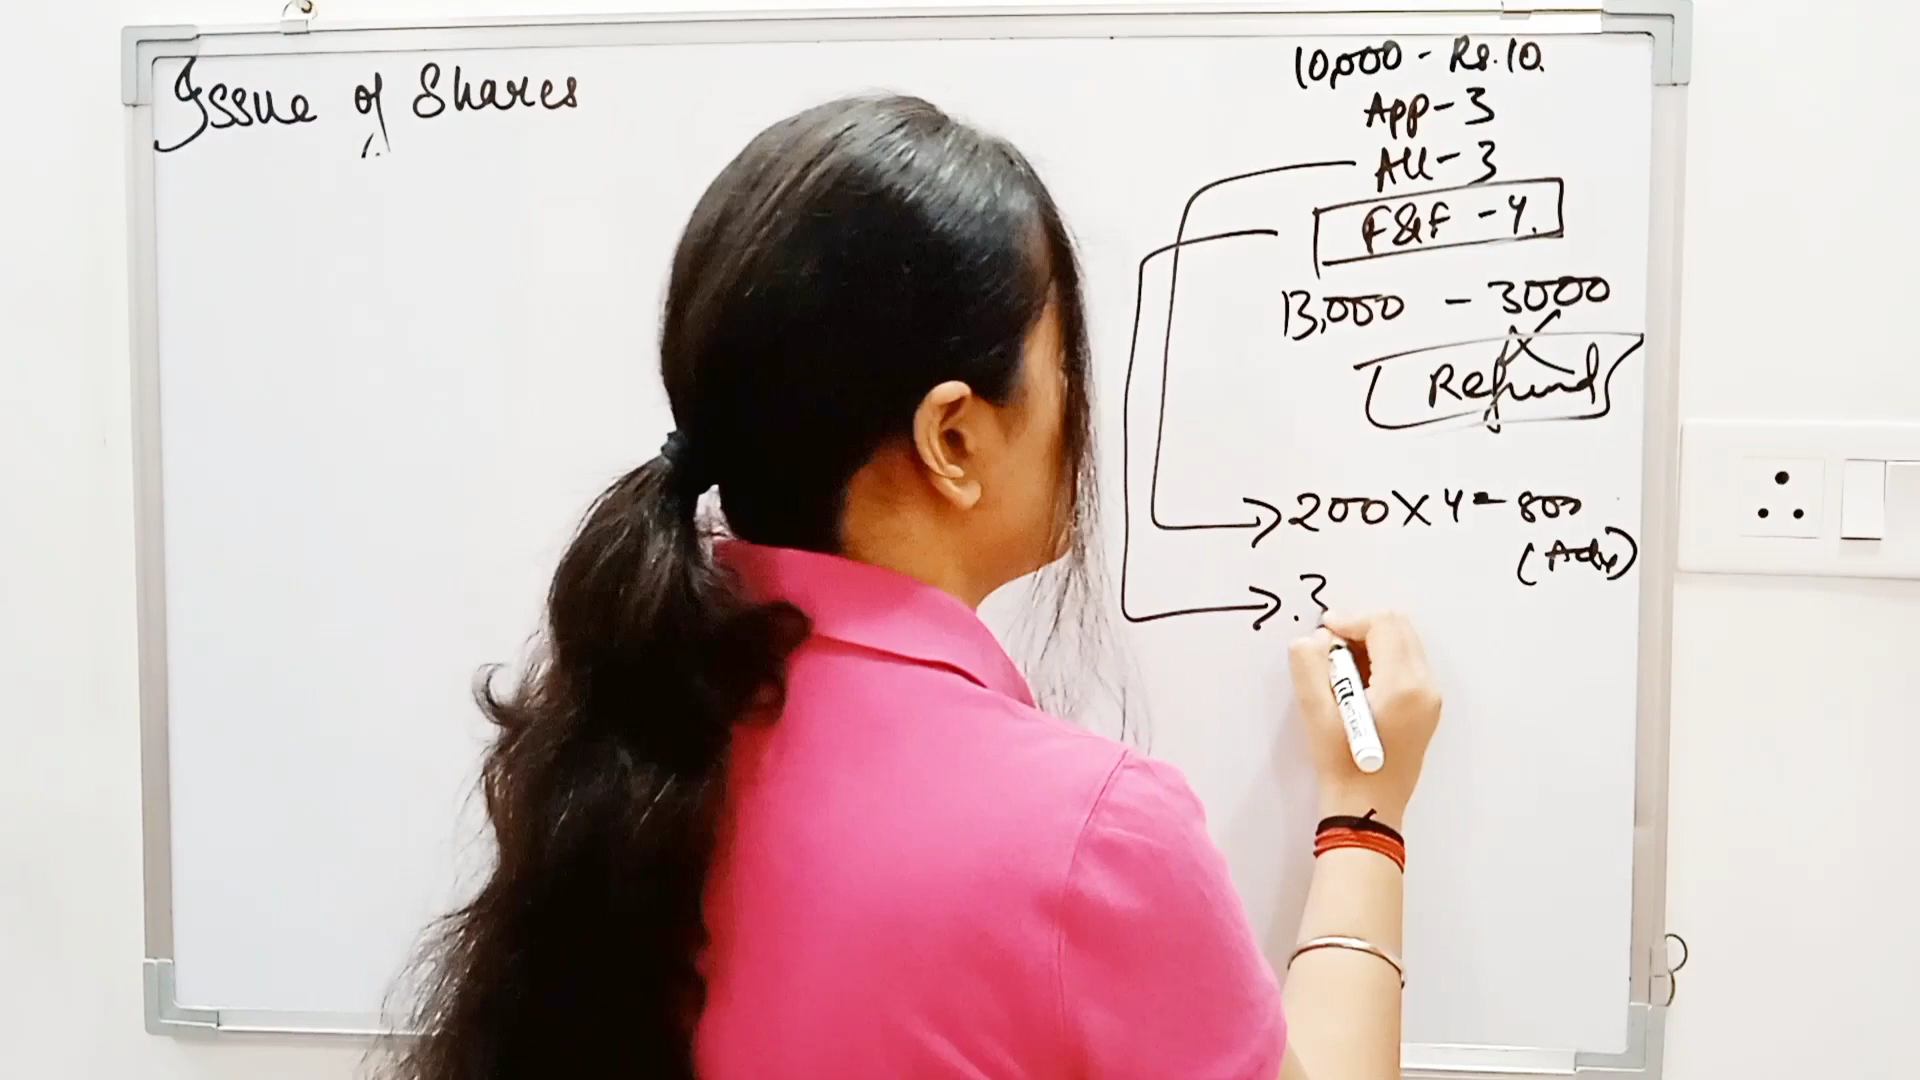 Issue of Shares
10,000 - Rs. 10.
App - 3
All - 3
F&F - 4.
13,000 - 3000
Refund
200 X 4 = 800
(Adv)
3